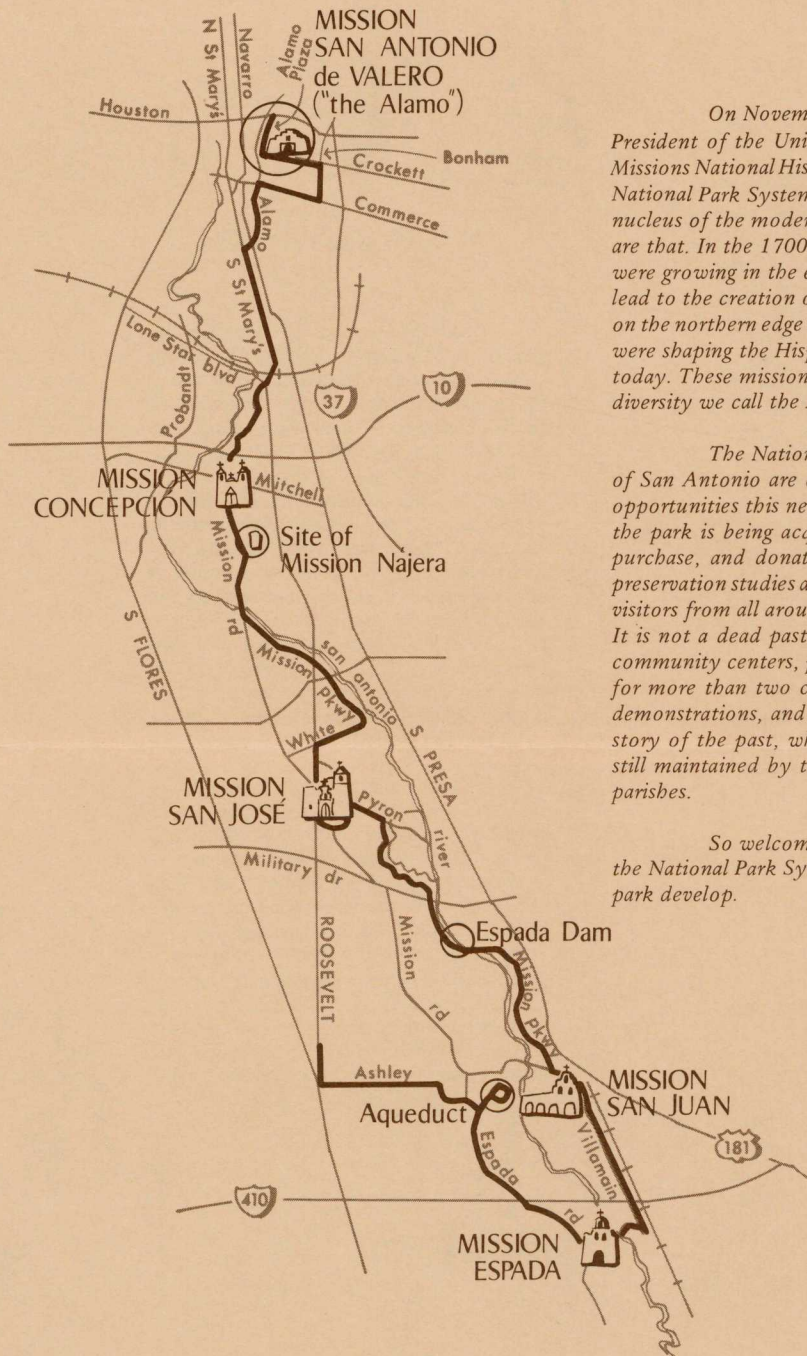 MISSION
SAN ANTONIO
de VALERO
("the Alamo")
N St Marys
Navarro
Alamo
Plaza
Houston
Bonham
Crockett
Commerce
Alamo
S St Mary's
Lone Star blvd
Probandt
37
10
MISSION
CONCEPCIÓN
Mitchell
Site of
Mission Najera
Mission
rd
S FLORES
Mission pkwy
san antonio
river
S PRESA
White
MISSION
SAN JOSÉ
Pyron
Military dr
ROOSEVELT
Mission
rd
Espada Dam
Mission pkwy
Ashley
Aqueduct
MISSION
SAN JUAN
Villamain
181
Espada
rd
410
MISSION
ESPADA
On Novem
President of the Uni
Missions National His
National Park System
nucleus of the moder
are that. In the 1700
were growing in the
lead to the creation
on the northern edge
were shaping the His
today. These mission
diversity we call the
The Nation
of San Antonio are
opportunities this ne
the park is being acq
purchase, and donat
preservation studies a
visitors from all arou
It is not a dead past
community centers,
for more than two
demonstrations, and
story of the past, wh
still maintained by t
parishes.
So welcom
the National Park Sy
park develop.